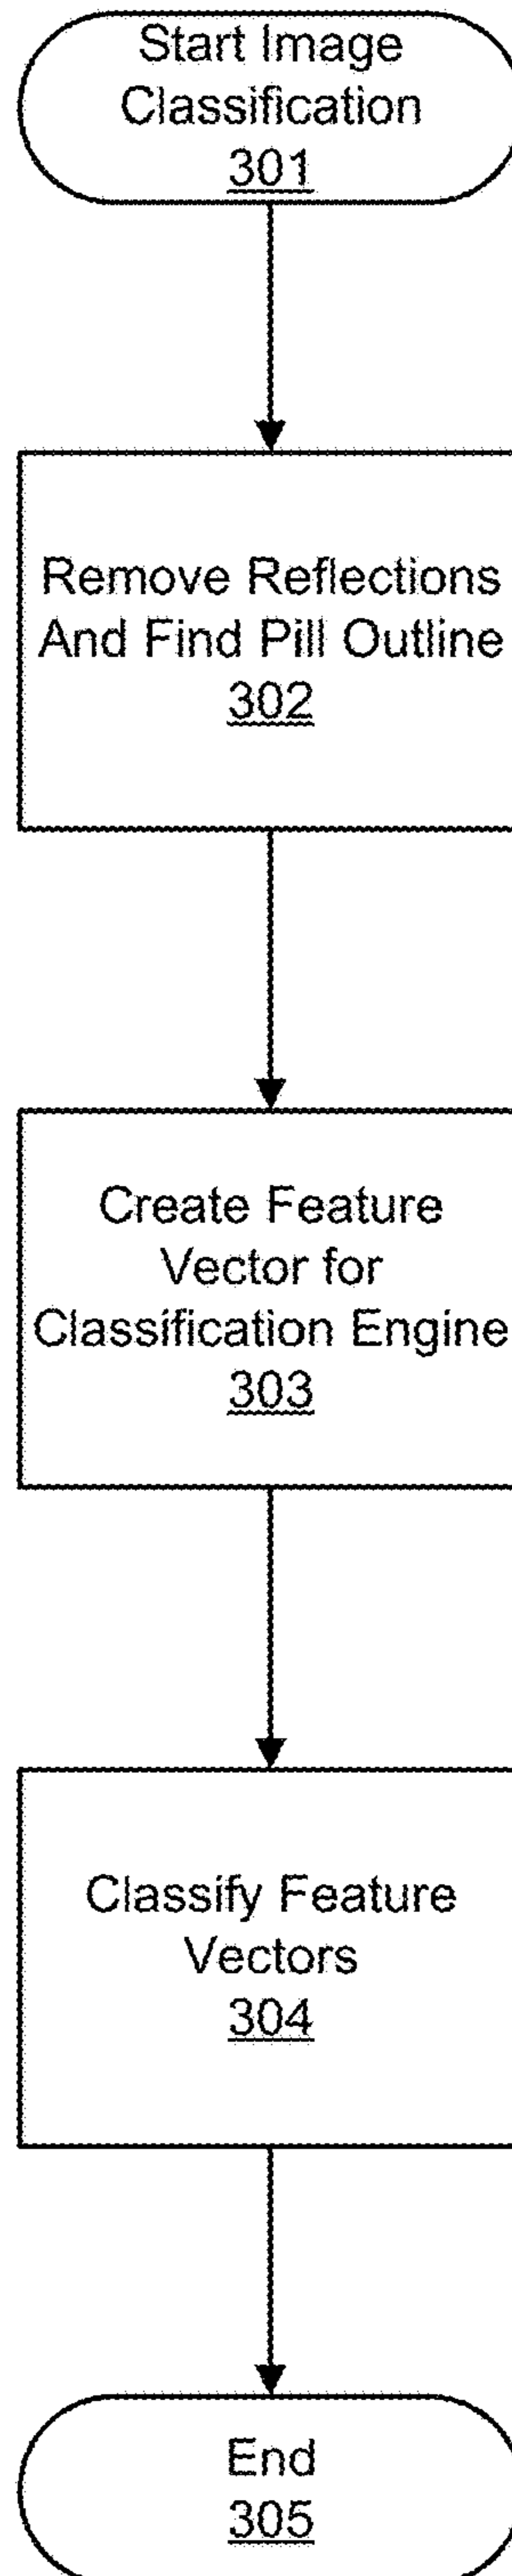 Start Image
Classification
301
Remove Reflections
And Find Pill Outline
302
Create Feature
Vector for
Classification Engine
303
Classify Feature
Vectors
304
End
305